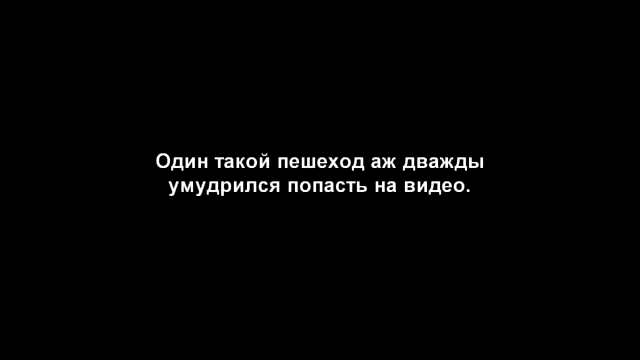 Один такой пешеход аж дважды
умудрился попасть на видео.